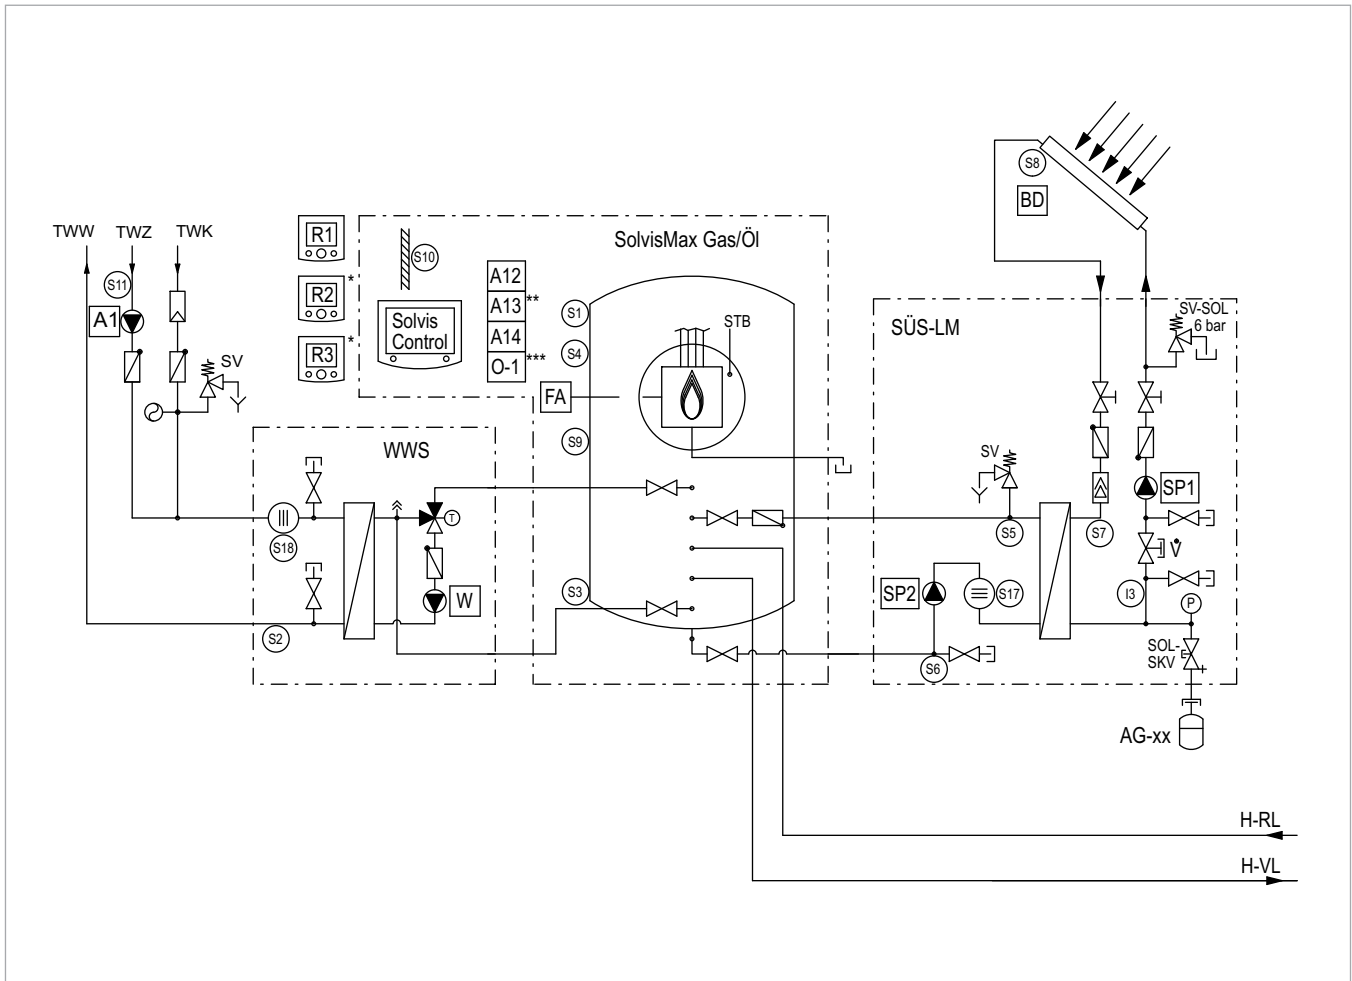 TWW
TWZ
TWK
S11
A1
SV
R1
R2
*
R3
*
S10
Solvis
Control
A12
A13
**
A14
O-1
***
SolvisMax Gas/Öl
S1
S4
STB
FA
S9
S3
WWS
S18
T
W
S2
S8
BD
SÜS-LM
SV-SOL
6 bar
SV
SP1
S5
S7
V̇
SP2
S17
I3
P
S6
SOL-
SKV
AG-xx
H-RL
H-VL